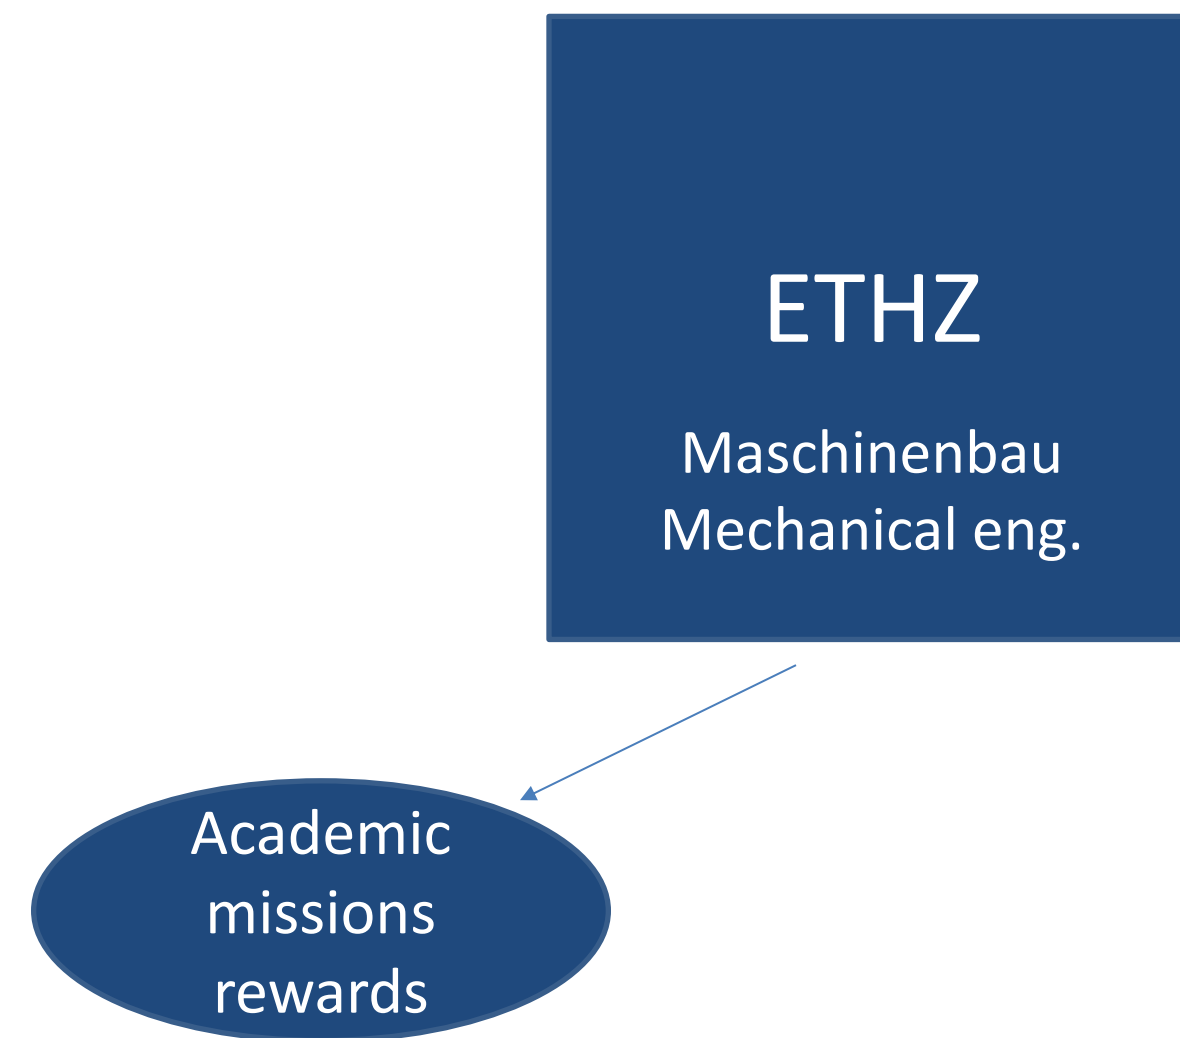 ETHZ
Maschinenbau
Mechanical eng.
Academic
missions
rewards